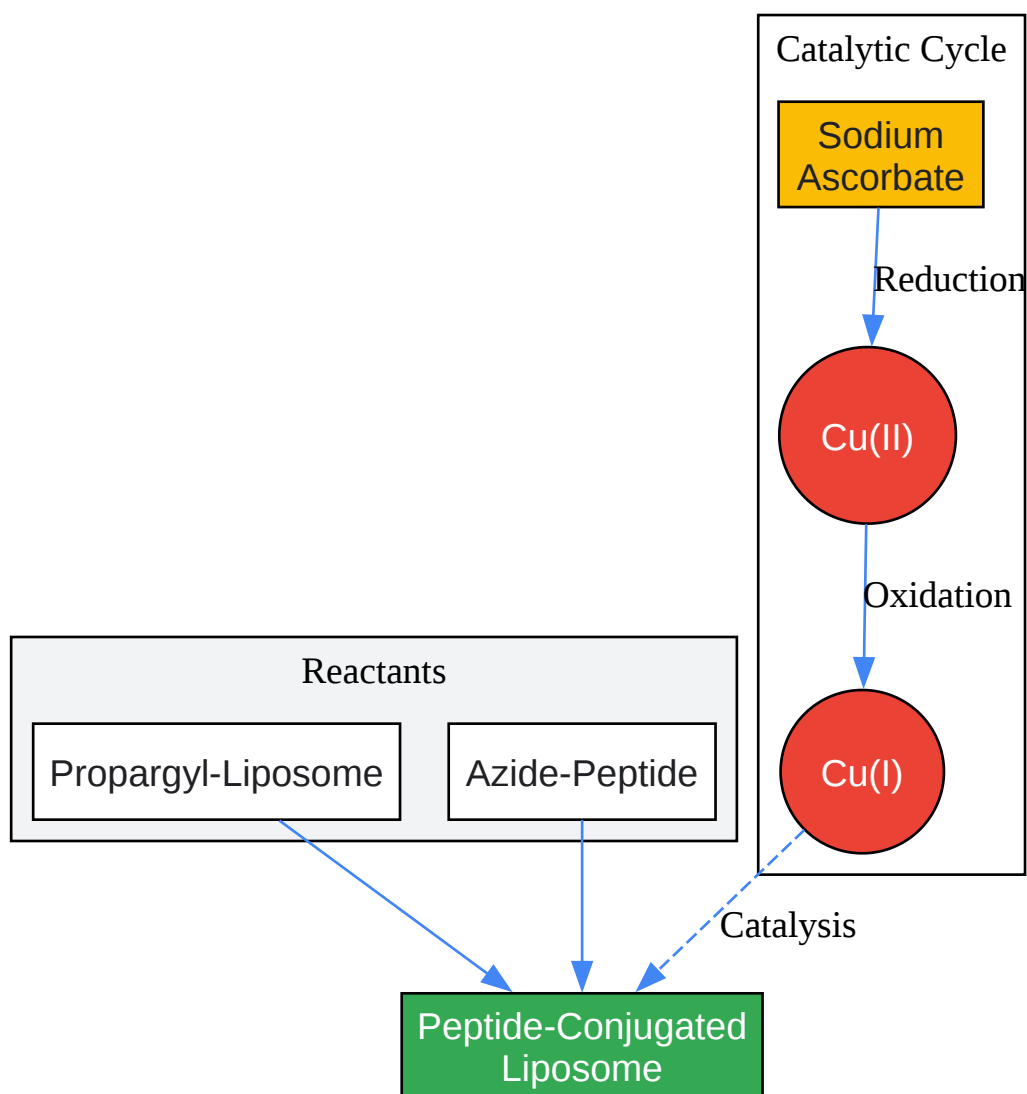 Catalytic Cycle
Sodium
Ascorbate
Reduction
Cu(II)
Oxidation
Reactants
Propargyl-Liposome
Azide-Peptide
Cu(I)
Catalysis
Peptide-Conjugated
Liposome